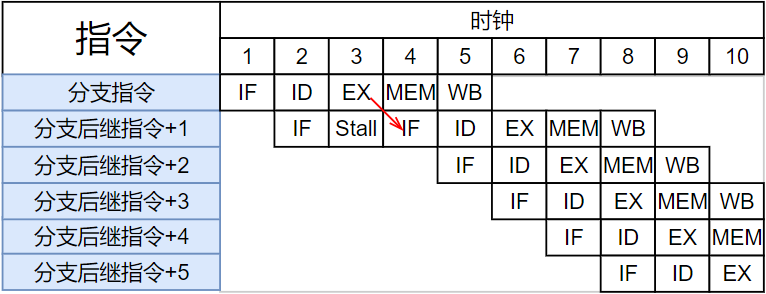 指令 时钟
1 2 3 4 5 6 7 8 9 10
分支指令 IF ID EX MEM WB
分支后继指令+1 IF Stall IF ID EX MEM WB
分支后继指令+2 IF ID EX MEM WB
分支后继指令+3 IF ID EX MEM WB
分支后继指令+4 IF ID EX MEM
分支后继指令+5 IF ID EX